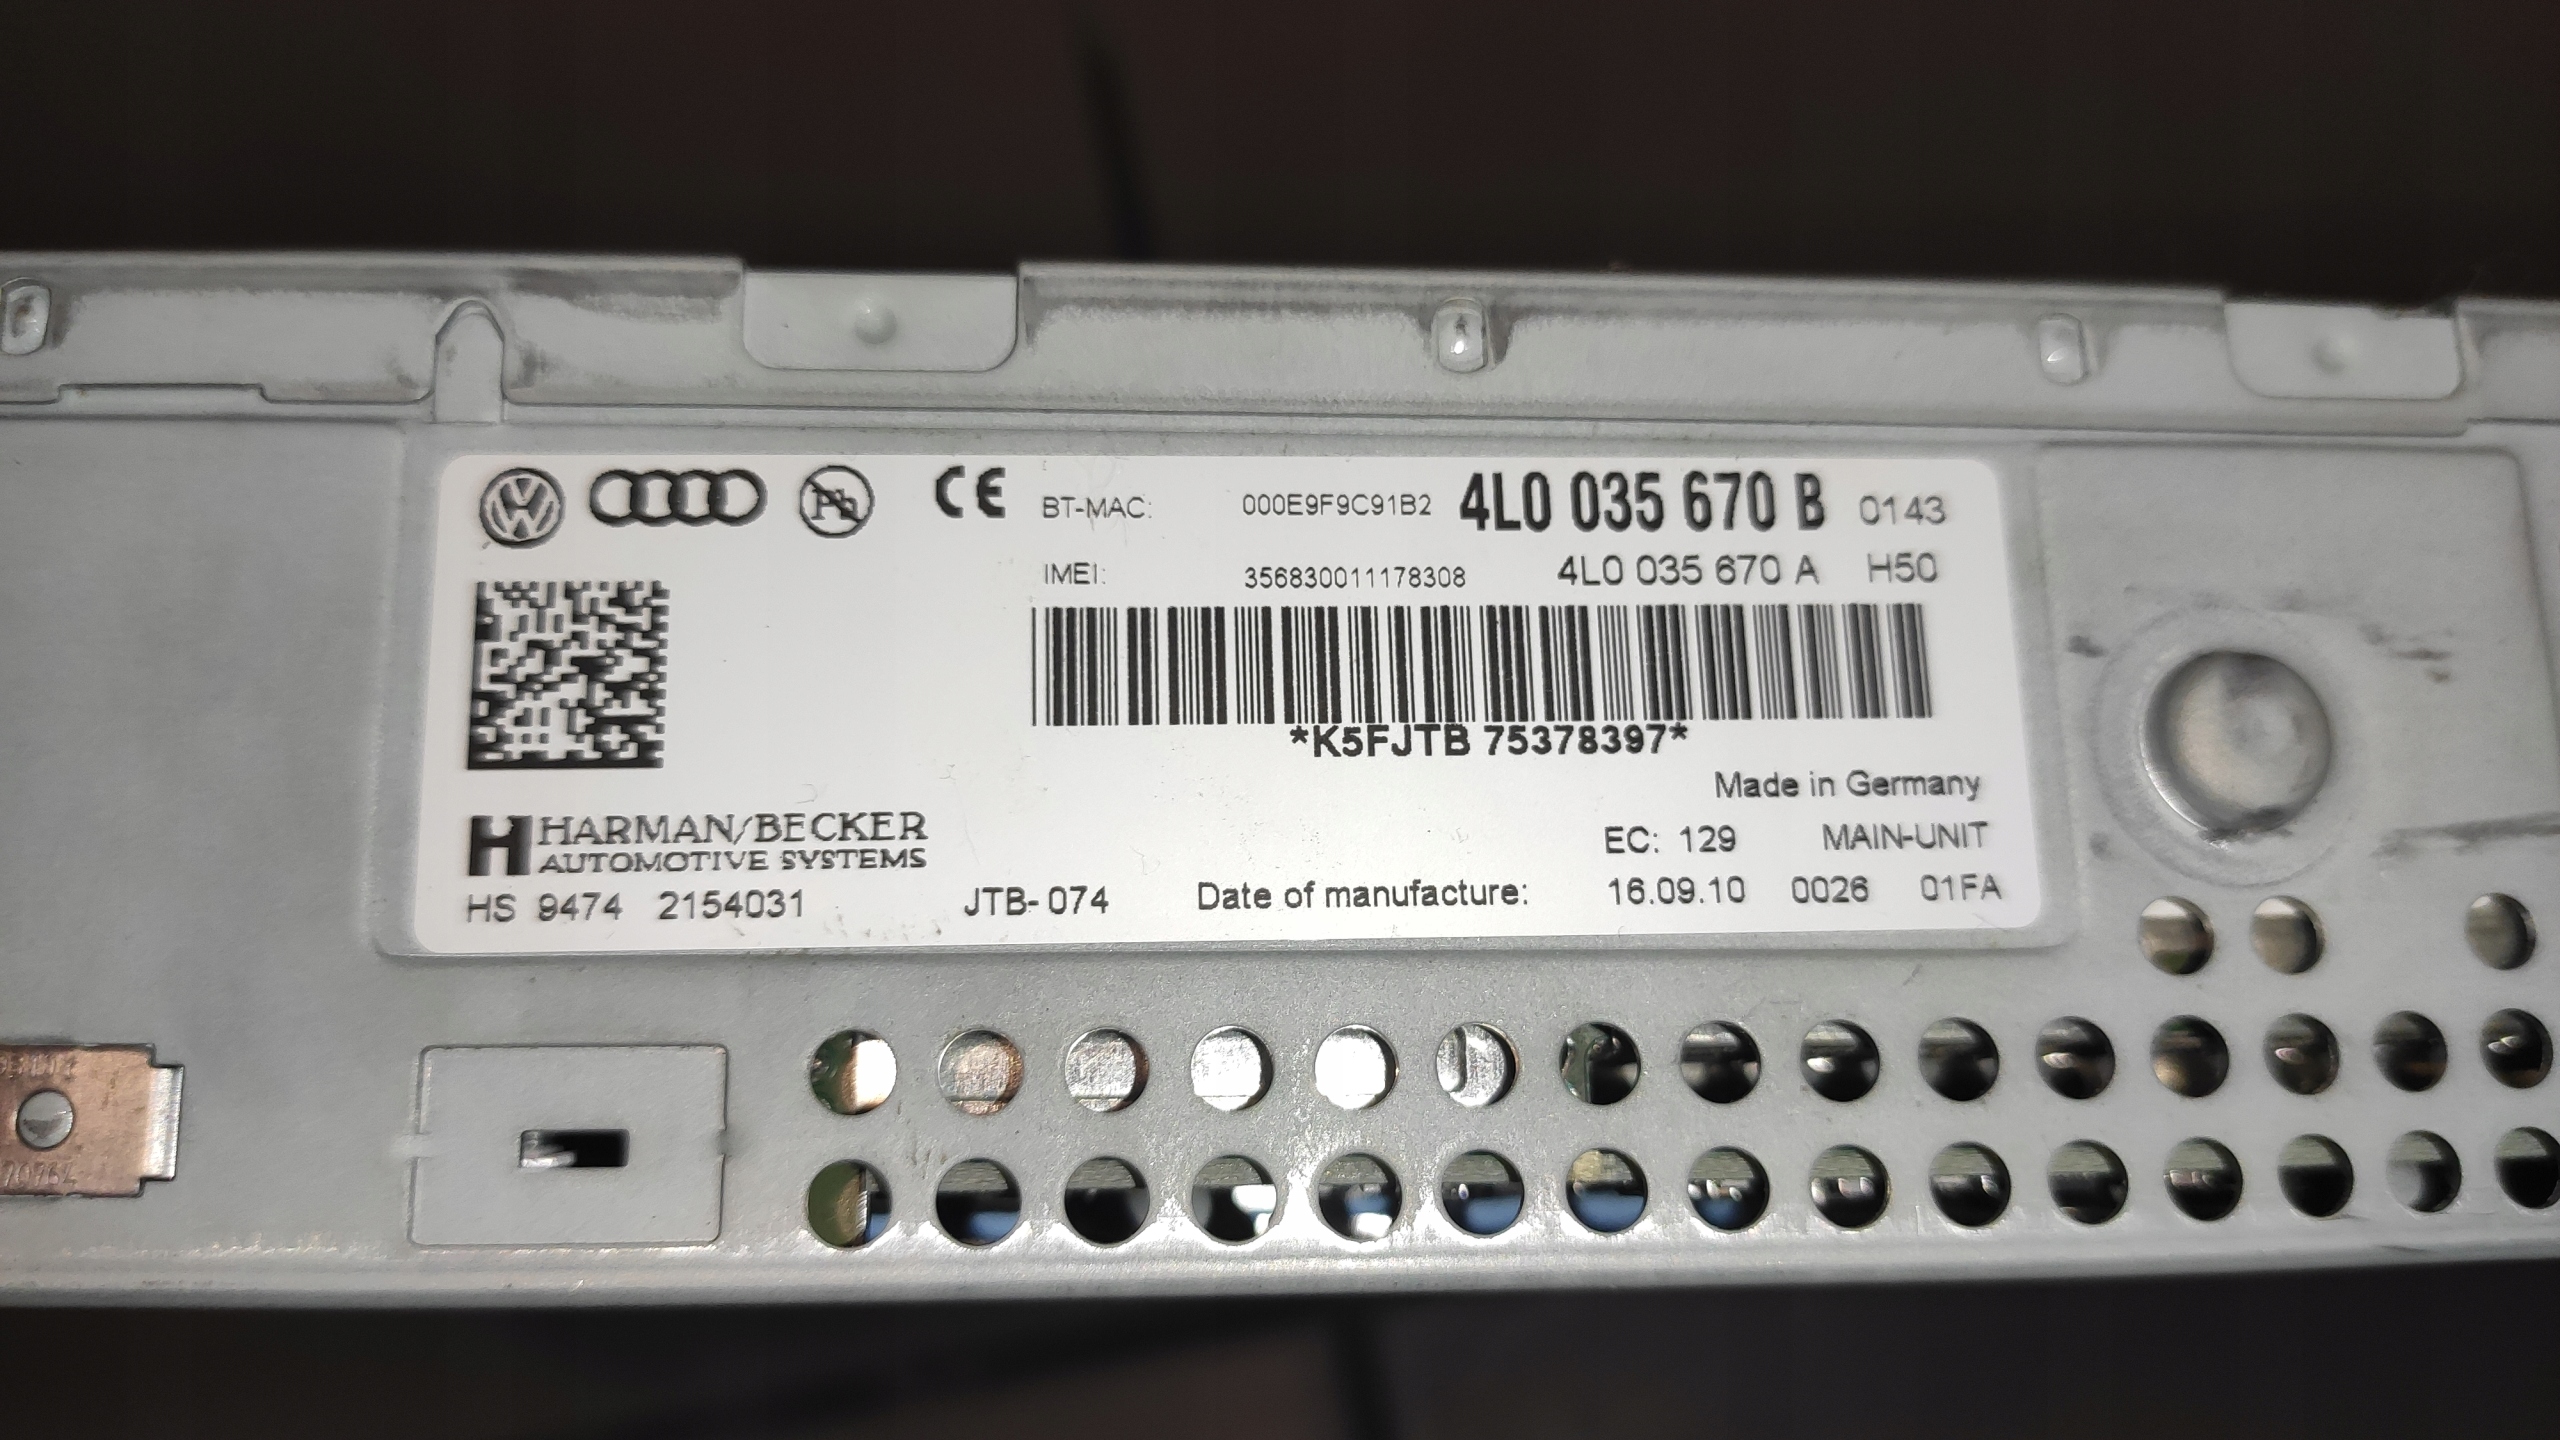 BT-MAC: 000E9F9C91B2 4L0 035 670 B 0143
IMEI: 356830011178308 4L0 035 670 A H50
*K5FJTB 75378397*
Made in Germany
HARMAN/BECKER
AUTOMOTIVE SYSTEMS
EC: 129 MAIN-UNIT
HS 9474 2154031 JTB-074 Date of manufacture: 16.09.10 0026 01FA